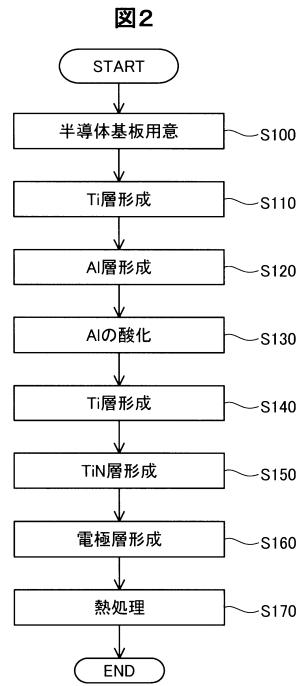 図2
START
半導体基板用意
S100
Ti層形成
S110
Al層形成
S120
Alの酸化
S130
Ti層形成
S140
TiN層形成
S150
電極層形成
S160
熱処理
S170
END